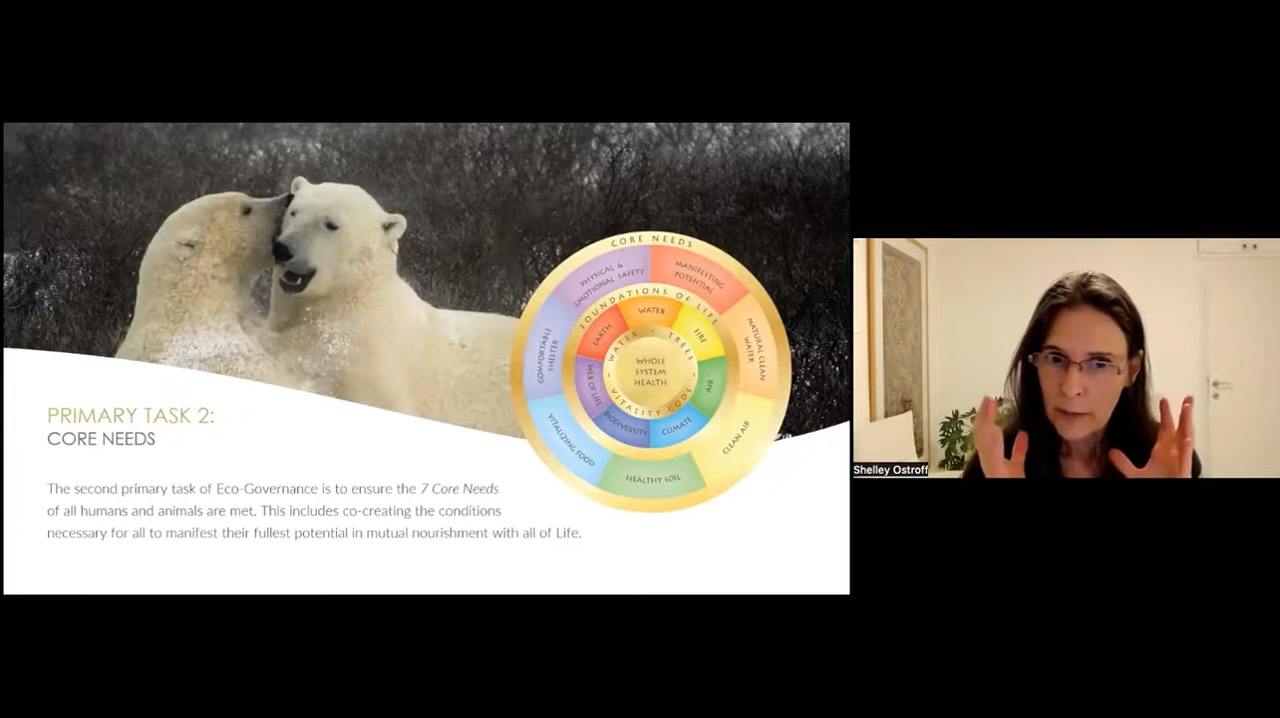 PRIMARY TASK 2:
CORE NEEDS
The second primary task of Eco-Governance is to ensure the 7 Core Needs
of all humans and animals are met. This includes co-creating the conditions
necessary for all to manifest their fullest potential in mutual nourishment with all of Life.
CORE NEEDS
PHYSICAL &
EMOTIONAL SAFETY
MANIFESTING
POTENTIAL
NATURAL CLEAN
WATER
CLEAN AIR
HEALTHY SOIL
VITALIZING FOOD
COMFORTABLE
SHELTER
FOUNDATIONS OF LIFE
WATER
FIRE
AIR
CLIMATE
BIODIVERSITY
WEB OF LIFE
EARTH
WATER - TREES
VITALITY CODE
WHOLE
SYSTEM
HEALTH
Shelley Ostroff